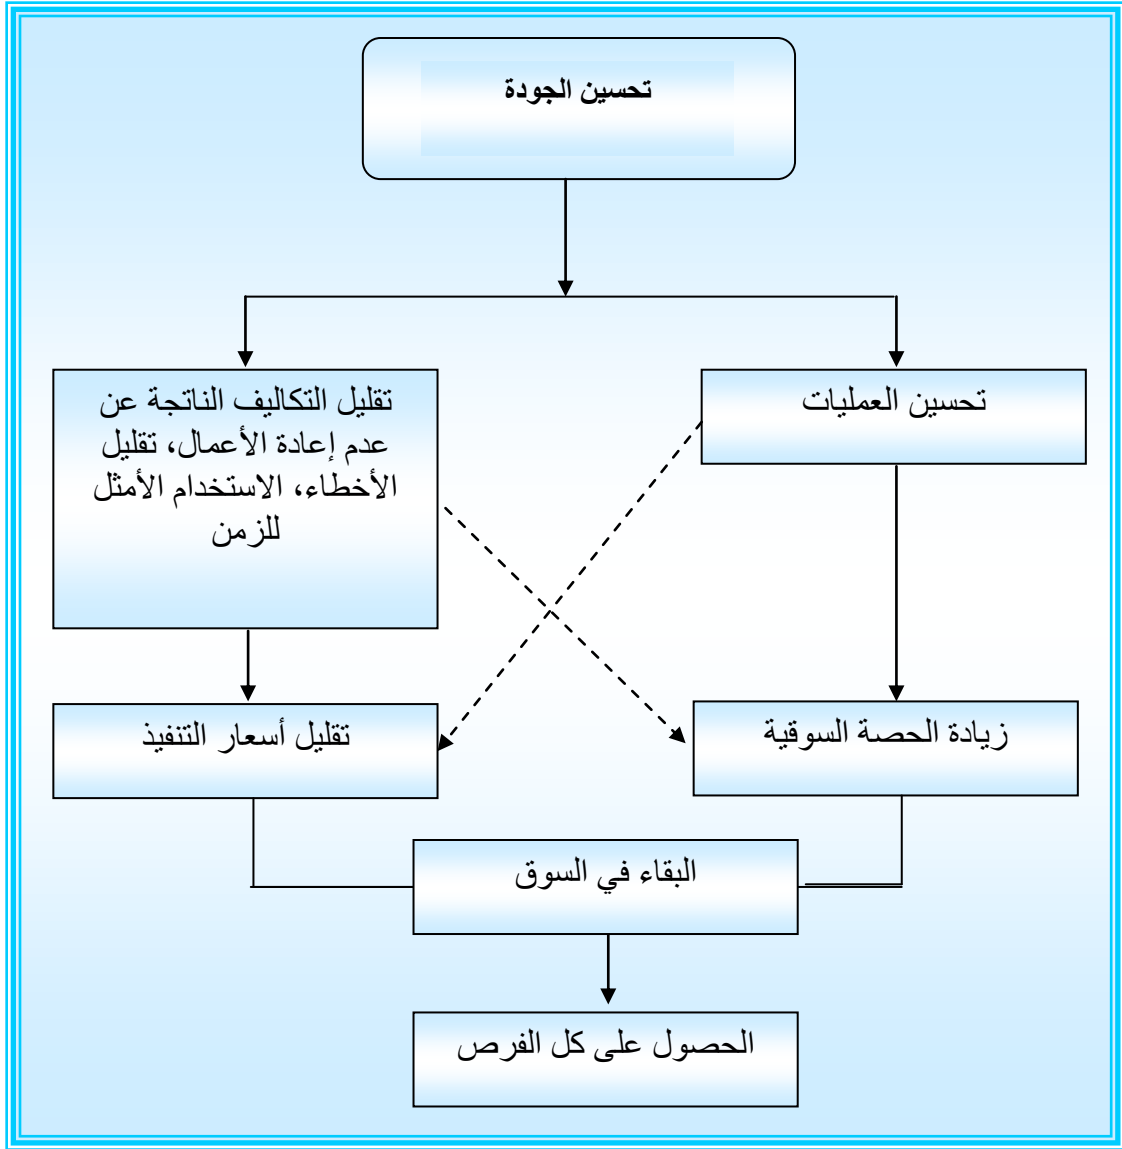 تحسين الجودة
تحسين العمليات
تقليل التكاليف الناتجة عن
عدم إعادة الأعمال، تقليل
الأخطاء، الاستخدام الأمثل
للزمن
زيادة الحصة السوقية
تقليل أسعار التنفيذ
البقاء في السوق
الحصول على كل الفرص